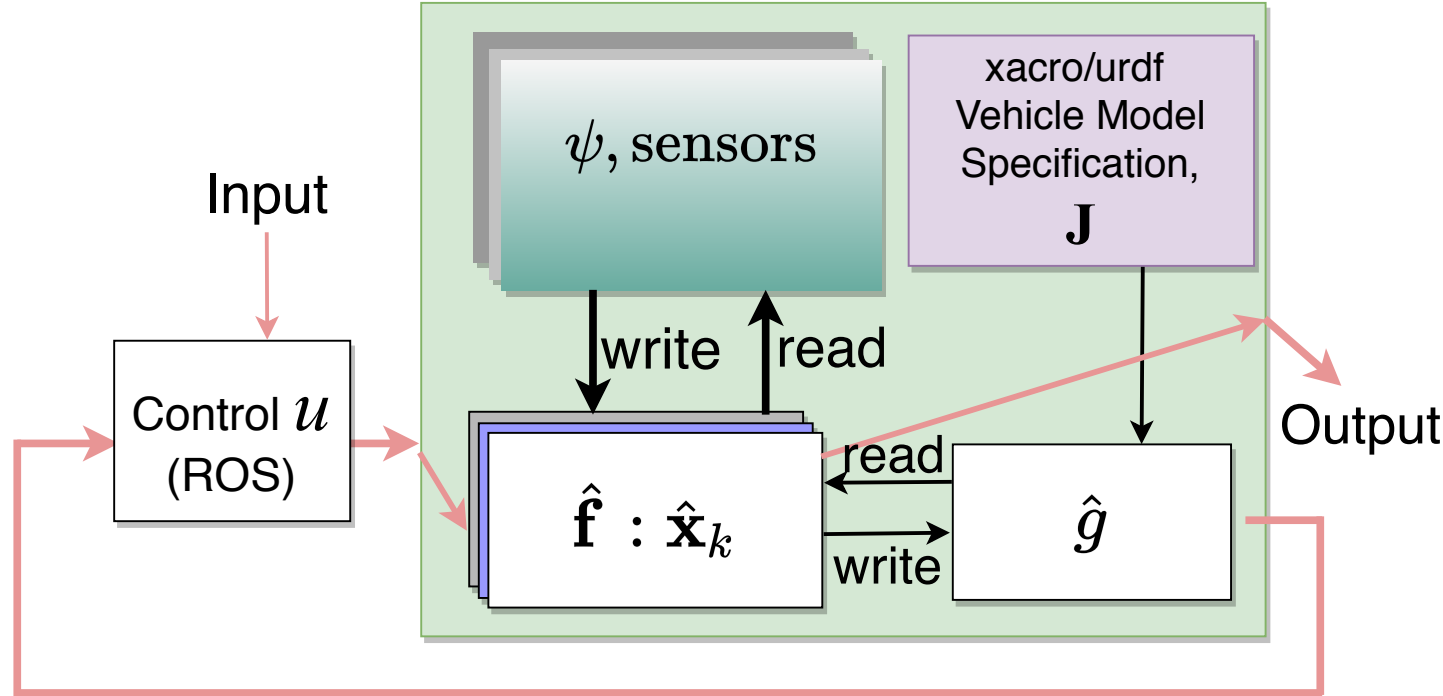 ψ, sensors
xacro/urdf
Vehicle Model
Specification,
J
Input
write
read
Control u
(ROS)
Output
read
f̂ : x̂ₖ
ĝ
write